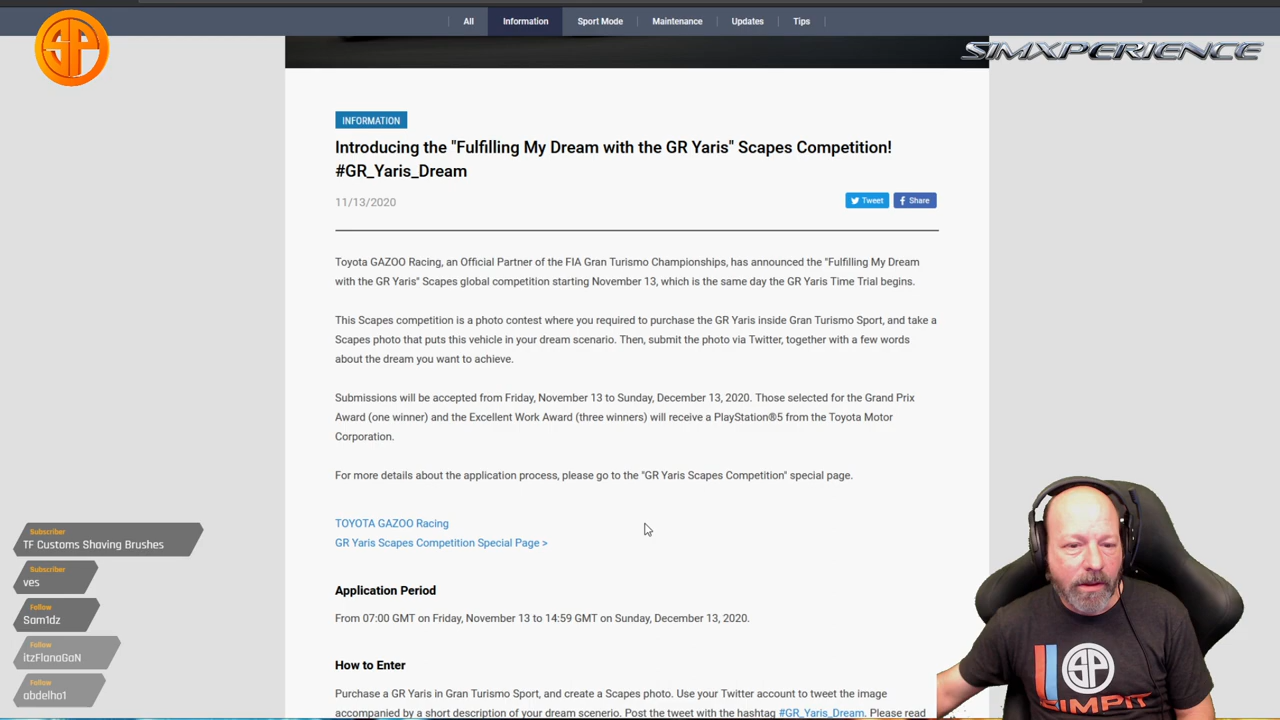 All
Information
Sport Mode
Maintenance
Updates
Tips
SP
SIMXPERIENCE
INFORMATION
Introducing the "Fulfilling My Dream with the GR Yaris" Scapes Competition!
#GR_Yaris_Dream
11/13/2020
Tweet
Share
Toyota GAZOO Racing, an Official Partner of the FIA Gran Turismo Championships, has announced the "Fulfilling My Dream
with the GR Yaris" Scapes global competition starting November 13, which is the same day the GR Yaris Time Trial begins.
This Scapes competition is a photo contest where you required to purchase the GR Yaris inside Gran Turismo Sport, and take a
Scapes photo that puts this vehicle in your dream scenario. Then, submit the photo via Twitter, together with a few words
about the dream you want to achieve.
Submissions will be accepted from Friday, November 13 to Sunday, December 13, 2020. Those selected for the Grand Prix
Award (one winner) and the Excellent Work Award (three winners) will receive a PlayStation®5 from the Toyota Motor
Corporation.
For more details about the application process, please go to the "GR Yaris Scapes Competition" special page.
TOYOTA GAZOO Racing
GR Yaris Scapes Competition Special Page >
Application Period
From 07:00 GMT on Friday, November 13 to 14:59 GMT on Sunday, December 13, 2020.
How to Enter
Purchase a GR Yaris in Gran Turismo Sport, and create a Scapes photo. Use your Twitter account to tweet the image
accompanied by a short description of your dream scenario. Post the tweet with the hashtag #GR_Yaris_Dream. Please read
Subscriber
TF Customs Shaving Brushes
Subscriber
ves
Follow
Sam1dz
Follow
itzFlanaGaN
Follow
abdelho1
SP
SIMPIT